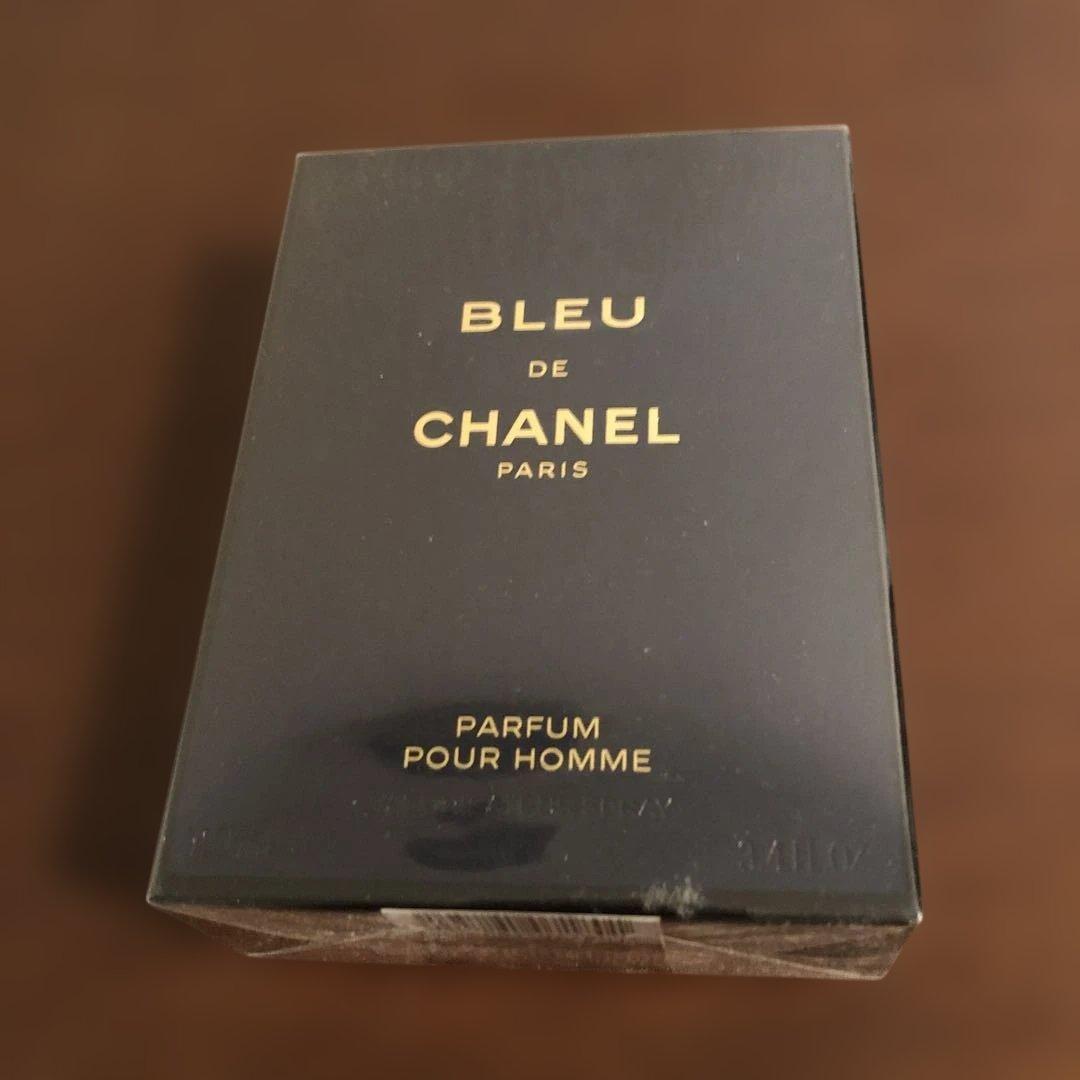 BLEU
DE
CHANEL
PARIS
PARFUM
POUR HOMME